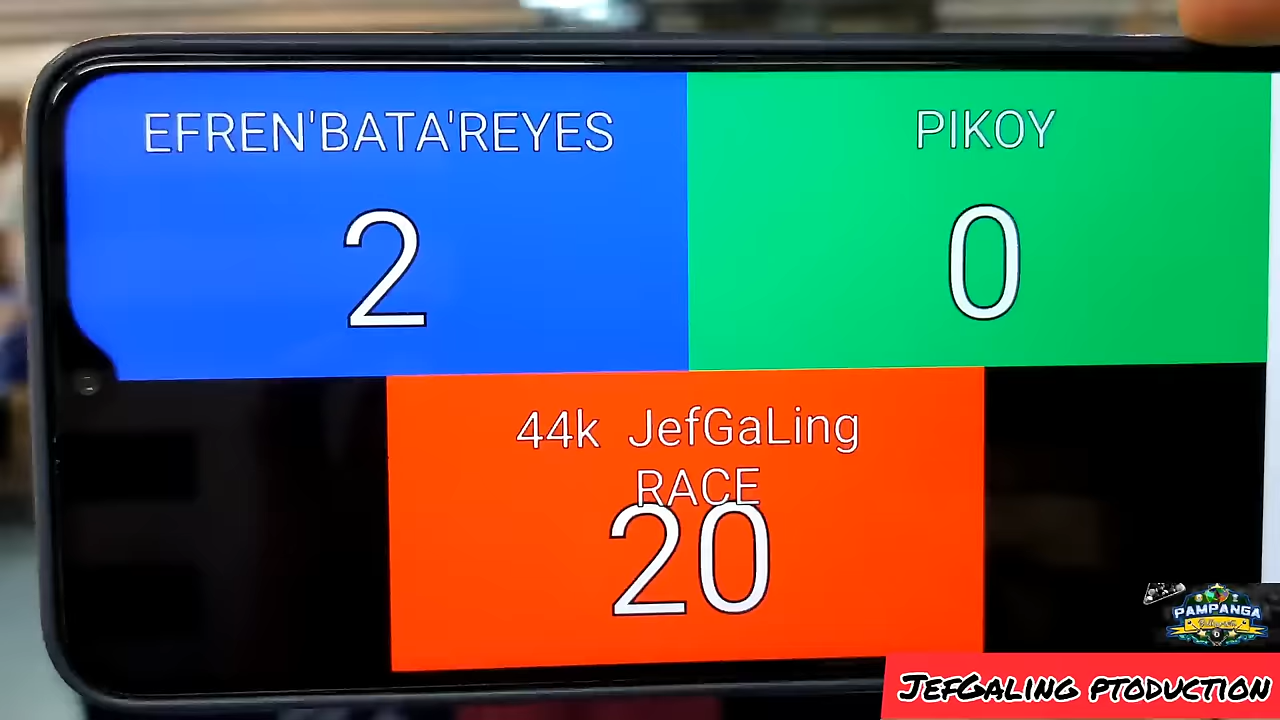 EFREN'BATA'REYES
2
PIKOY
0
44k JefGaLing
RACE
20
PAMPANGA
JEFGALING PTODUCTION